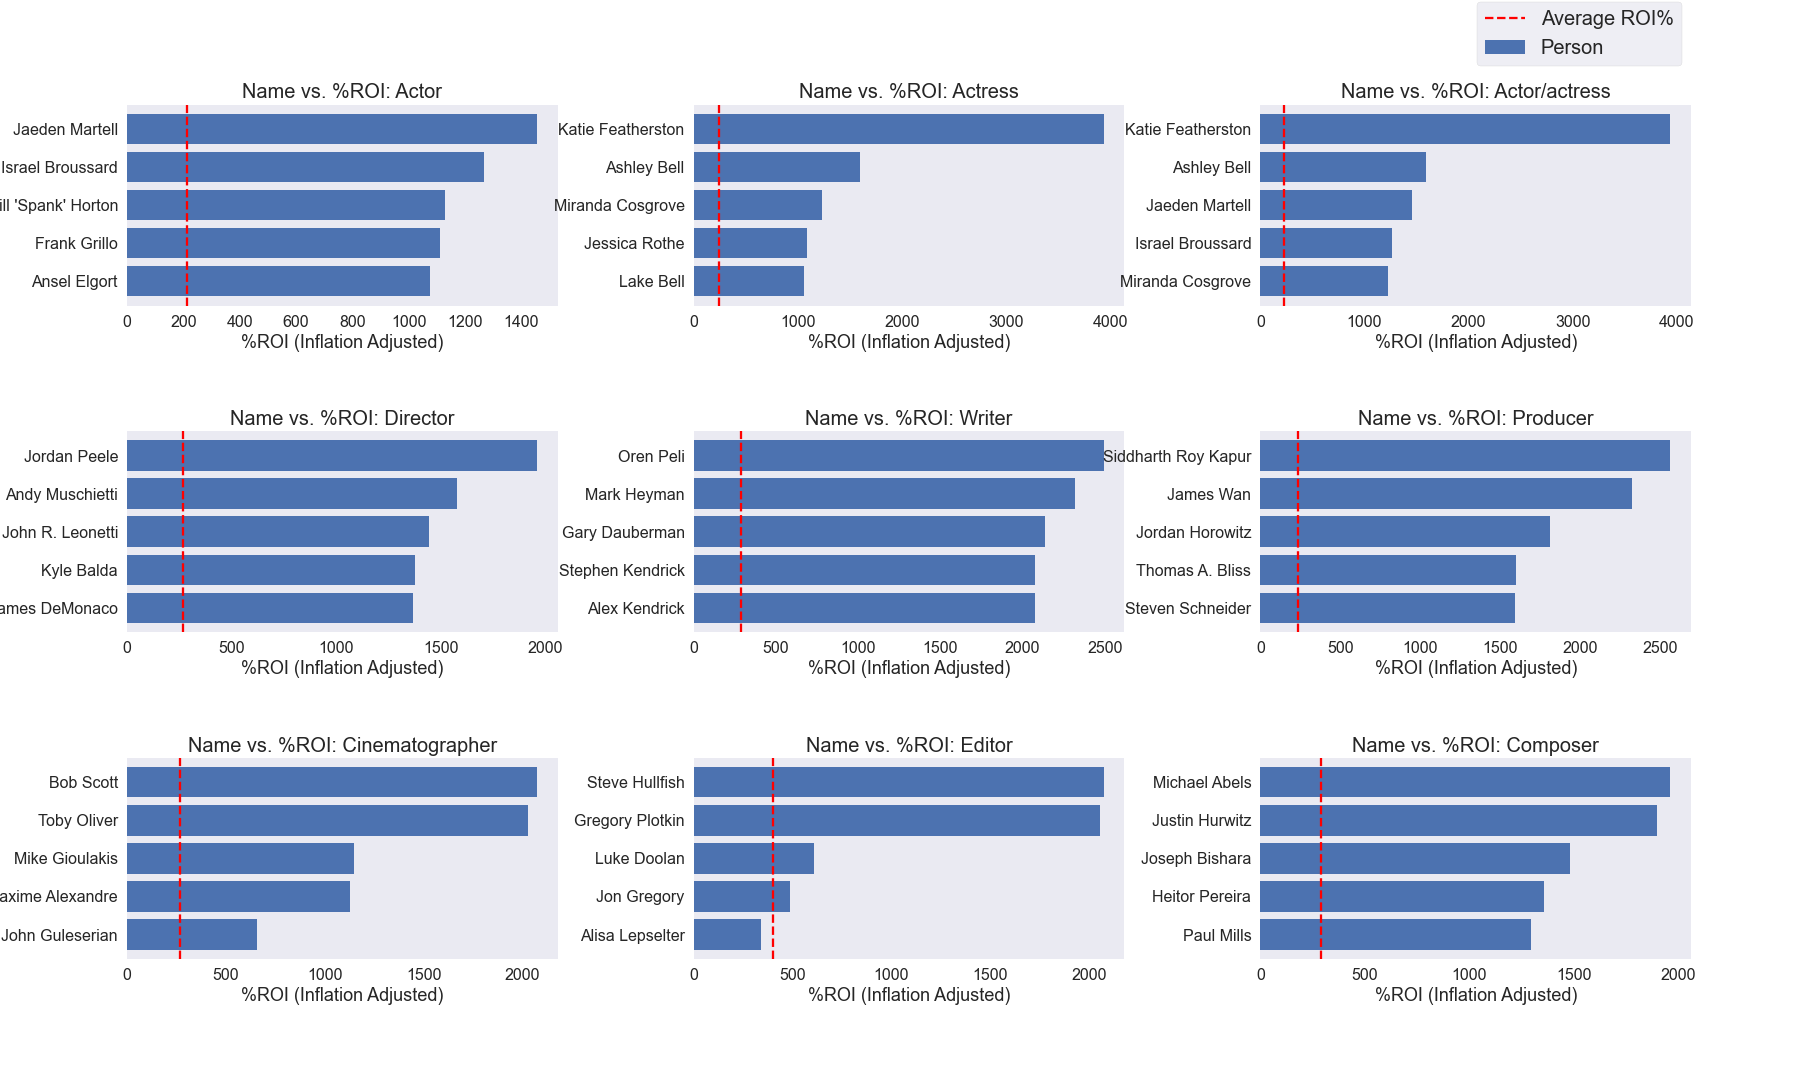 Average ROI%
Person
Name vs. %ROI: Actor
Jaeden Martell
Israel Broussard
ill 'Spank' Horton
Frank Grillo
Ansel Elgort
0 200 400 600 800 1000 1200 1400
%ROI (Inflation Adjusted)
Name vs. %ROI: Actress
Katie Featherston
Ashley Bell
Miranda Cosgrove
Jessica Rothe
Lake Bell
0 1000 2000 3000 4000
%ROI (Inflation Adjusted)
Name vs. %ROI: Actor/actress
Katie Featherston
Ashley Bell
Jaeden Martell
Israel Broussard
Miranda Cosgrove
0 1000 2000 3000 4000
%ROI (Inflation Adjusted)
Name vs. %ROI: Director
Jordan Peele
Andy Muschietti
John R. Leonetti
Kyle Balda
ames DeMonaco
0 500 1000 1500 2000
%ROI (Inflation Adjusted)
Name vs. %ROI: Writer
Oren Peli
Mark Heyman
Gary Dauberman
Stephen Kendrick
Alex Kendrick
0 500 1000 1500 2000 2500
%ROI (Inflation Adjusted)
Name vs. %ROI: Producer
Siddharth Roy Kapur
James Wan
Jordan Horowitz
Thomas A. Bliss
Steven Schneider
0 500 1000 1500 2000 2500
%ROI (Inflation Adjusted)
Name vs. %ROI: Cinematographer
Bob Scott
Toby Oliver
Mike Gioulakis
axime Alexandre
John Guleserian
0 500 1000 1500 2000
%ROI (Inflation Adjusted)
Name vs. %ROI: Editor
Steve Hullfish
Gregory Plotkin
Luke Doolan
Jon Gregory
Alisa Lepselter
0 500 1000 1500 2000
%ROI (Inflation Adjusted)
Name vs. %ROI: Composer
Michael Abels
Justin Hurwitz
Joseph Bishara
Heitor Pereira
Paul Mills
0 500 1000 1500 2000
%ROI (Inflation Adjusted)